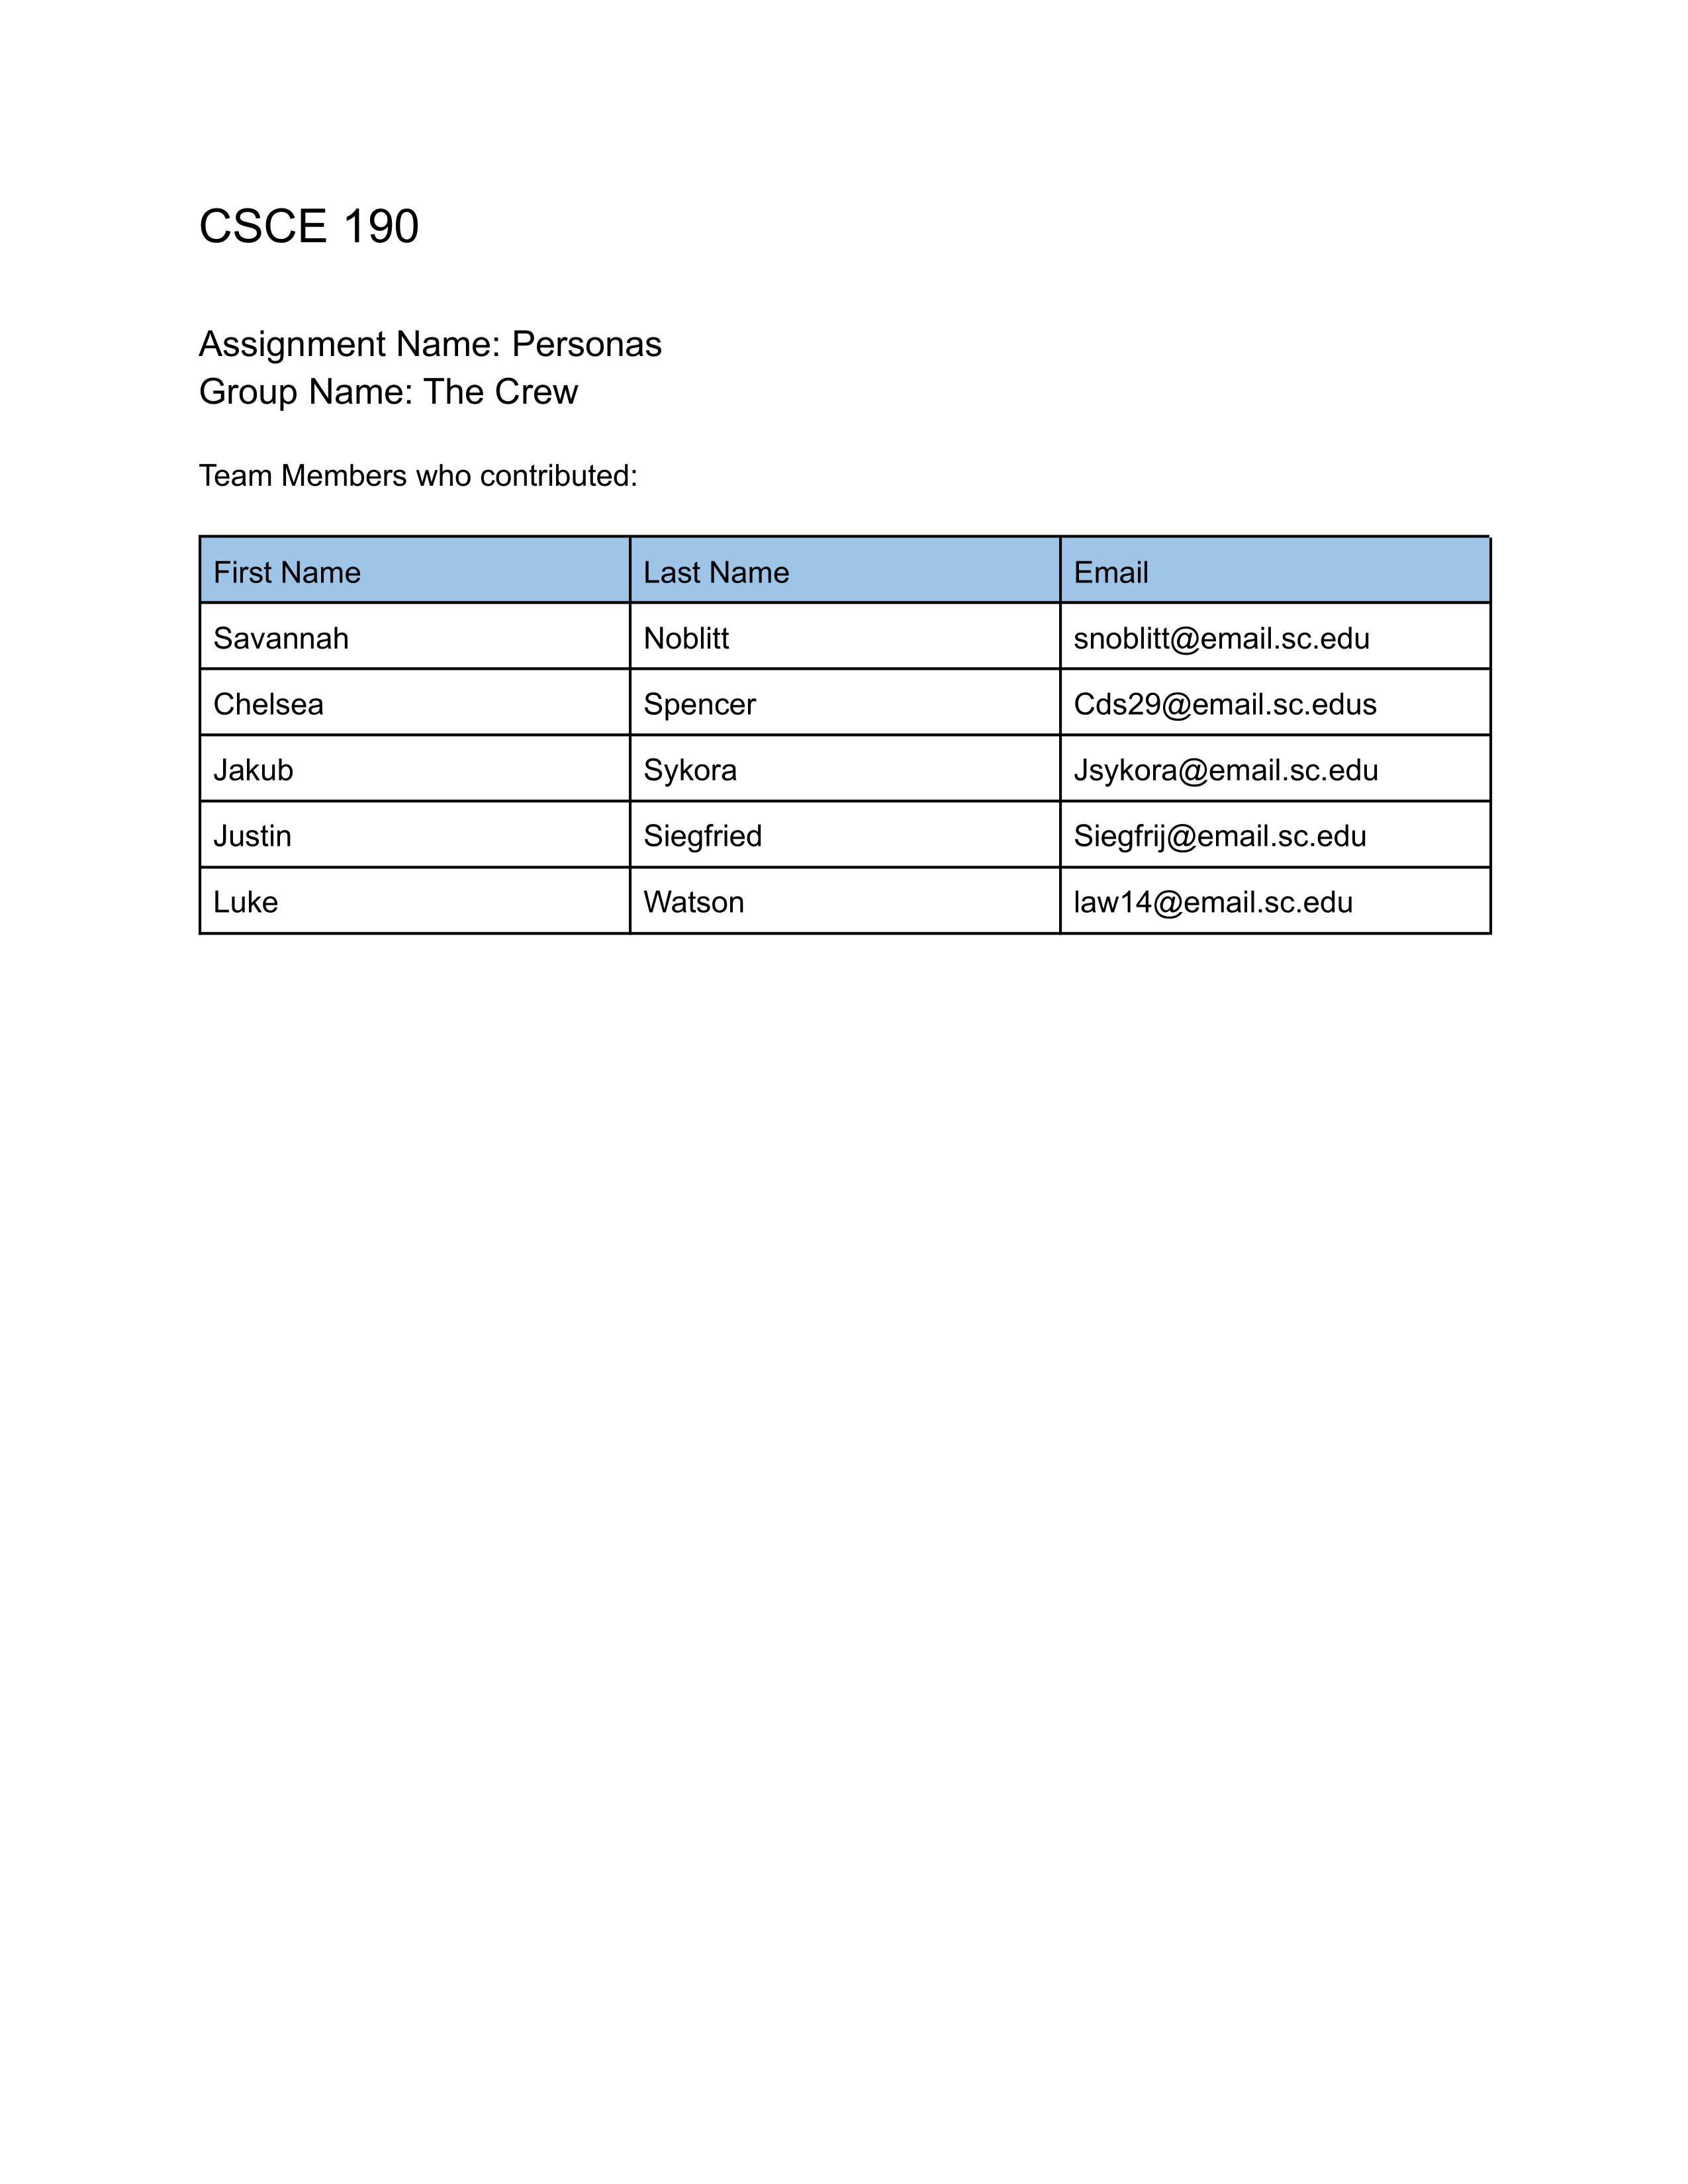 CSCE 190
Assignment Name: Personas
Group Name: The Crew
Team Members who contributed:
First Name Last Name Email
Savannah Noblitt snoblitt@email.sc.edu
Chelsea Spencer Cds29@email.sc.edus
Jakub Sykora Jsykora@email.sc.edu
Justin Siegfried Siegfrij@email.sc.edu
Luke Watson law14@email.sc.edu